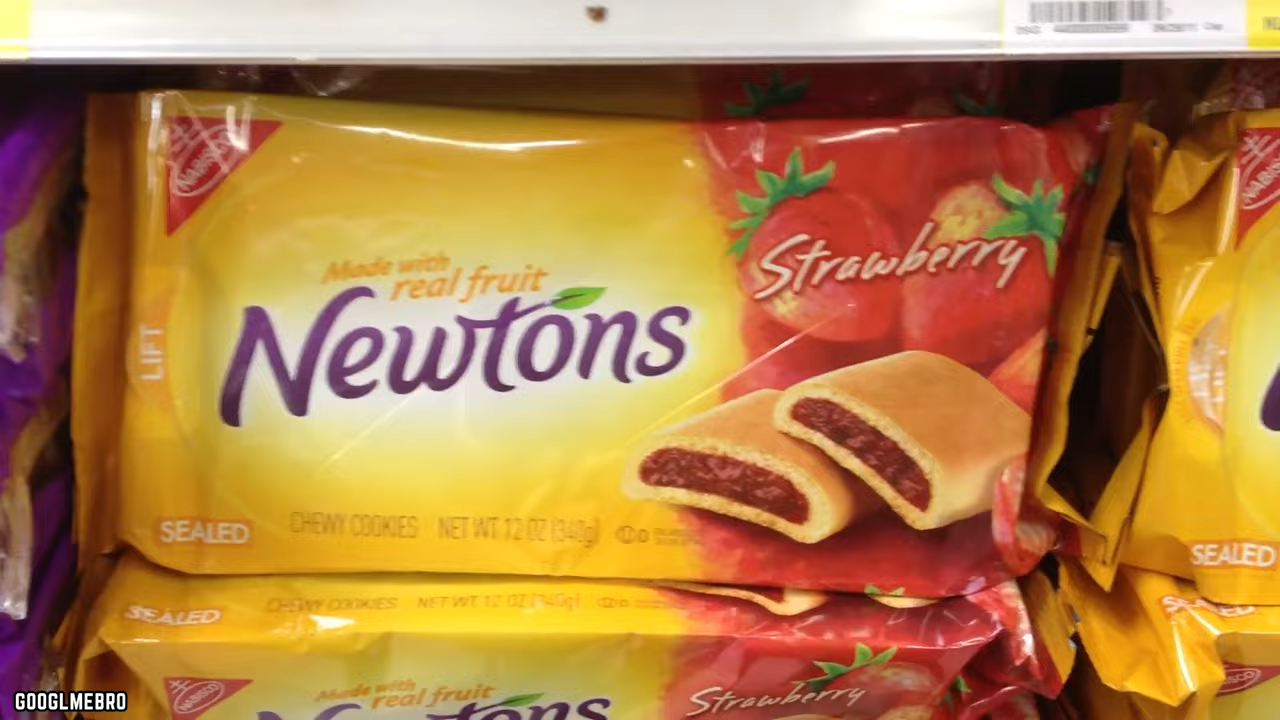 NABISCO
Made with
real fruit
Newtons
Strawberry
LIFT
SEALED
CHEWY COOKIES NET WT 12 OZ (340g)
SEALED
SEALED
CHEWY COOKIES NET WT 12 OZ (340g)
NABISCO
Made with
real fruit
Newtons
Strawberry
NABISCO
GOOGLMEBRO